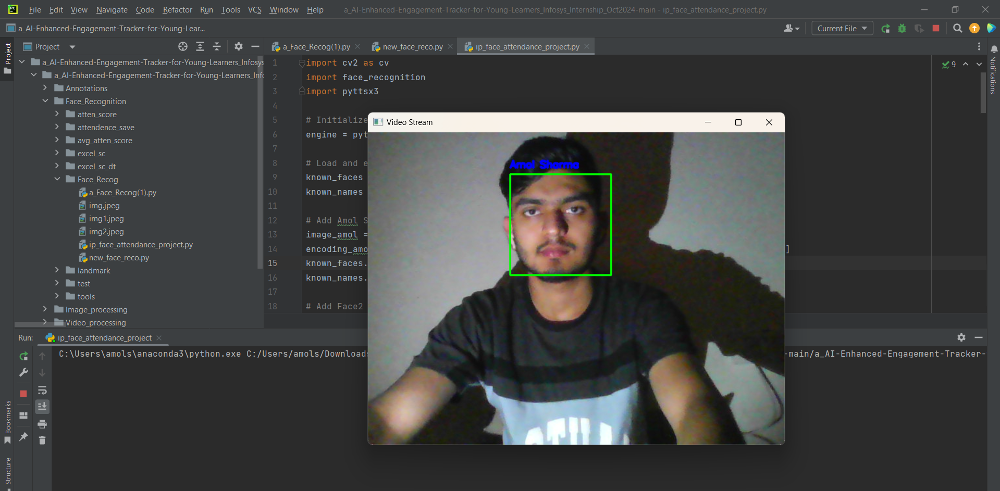 PC File Edit View Navigate Code Refactor Run Tools VCS Window Help a_AI-Enhanced-Engagement-Tracker-for-Young-Learners_Infosys_Internship_Oct2024-main - ip_face_attendance_project.py
a_AI-Enhanced-Engagement-Tracker-for-Young-Lear...
Current File
Project
a_AI-Enhanced-Engagement-Tracker-for-Young-Learners_Infosys
a_AI-Enhanced-Engagement-Tracker-for-Young-Learners_Info
Annotations
Face_Recognition
atten_score
attendence_save
avg_atten_score
excel_sc
excel_sc_dt
Face_Recog
a_Face_Recog(1).py
img.jpeg
img1.jpeg
img2.jpeg
ip_face_attendance_project.py
new_face_reco.py
landmark
test
tools
Image_processing
Video_processing
a_Face_Recog(1).py new_face_reco.py ip_face_attendance_project.py
1 import cv2 as cv
2 import face_recognition
3 import pyttsx3
4
5 # Initialize
6 engine = pyt
7
8 # Load and e
9 known_faces
10 known_names
11
12 # Add Amol S
13 image_amol =
14 encoding_amo ]
15 known_faces.
16 known_names.
17
18 # Add Face2
9
Video Stream
Amol Sharma
Run: ip_face_attendance_project
C:\Users\amols\anaconda3\python.exe C:/Users/amols/Downloads -main/a_AI-Enhanced-Engagement-Tracker-
Project
Bookmarks
Structure
Notifications